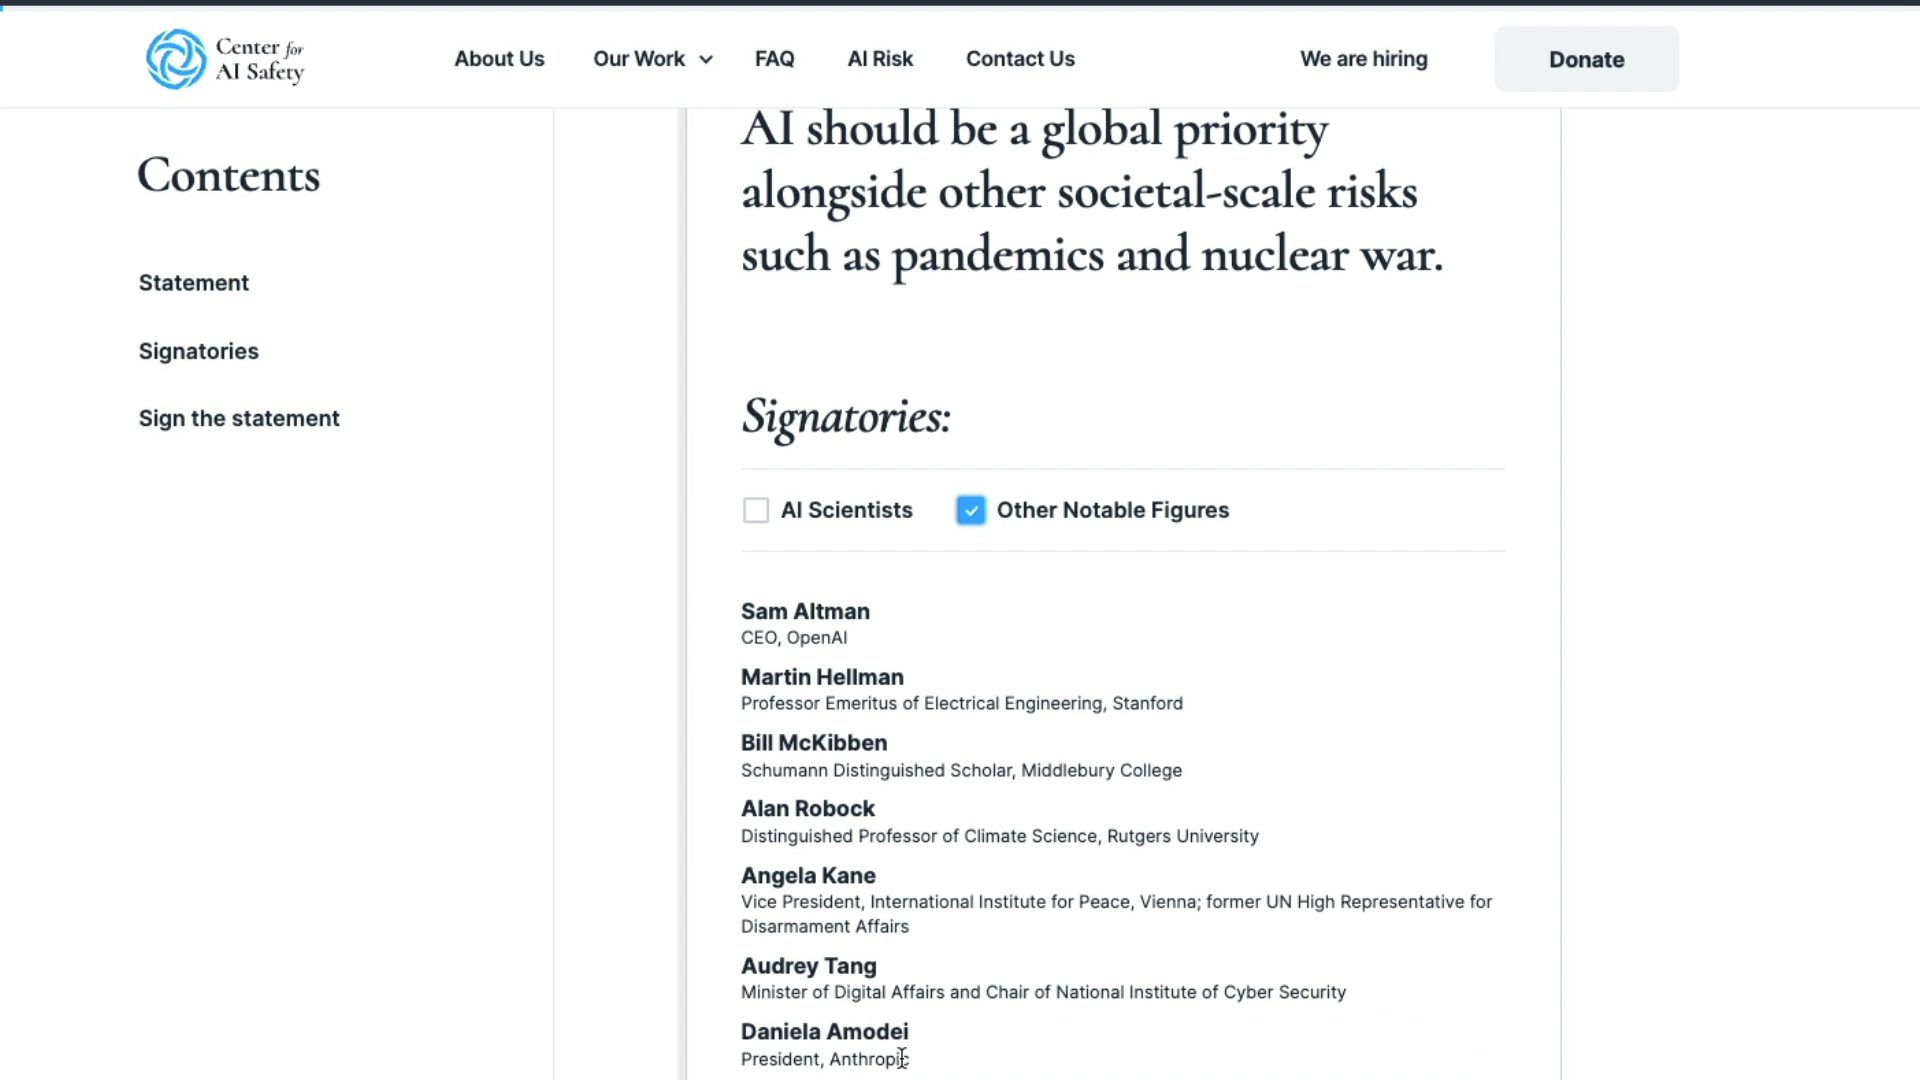 Center for
AI Safety
About Us
Our Work
FAQ
AI Risk
Contact Us
We are hiring
Donate
Contents
Statement
Signatories
Sign the statement
AI should be a global priority
alongside other societal-scale risks
such as pandemics and nuclear war.
Signatories:
AI Scientists
Other Notable Figures
Sam Altman
CEO, OpenAI
Martin Hellman
Professor Emeritus of Electrical Engineering, Stanford
Bill McKibben
Schumann Distinguished Scholar, Middlebury College
Alan Robock
Distinguished Professor of Climate Science, Rutgers University
Angela Kane
Vice President, International Institute for Peace, Vienna; former UN High Representative for
Disarmament Affairs
Audrey Tang
Minister of Digital Affairs and Chair of National Institute of Cyber Security
Daniela Amodei
President, Anthropic